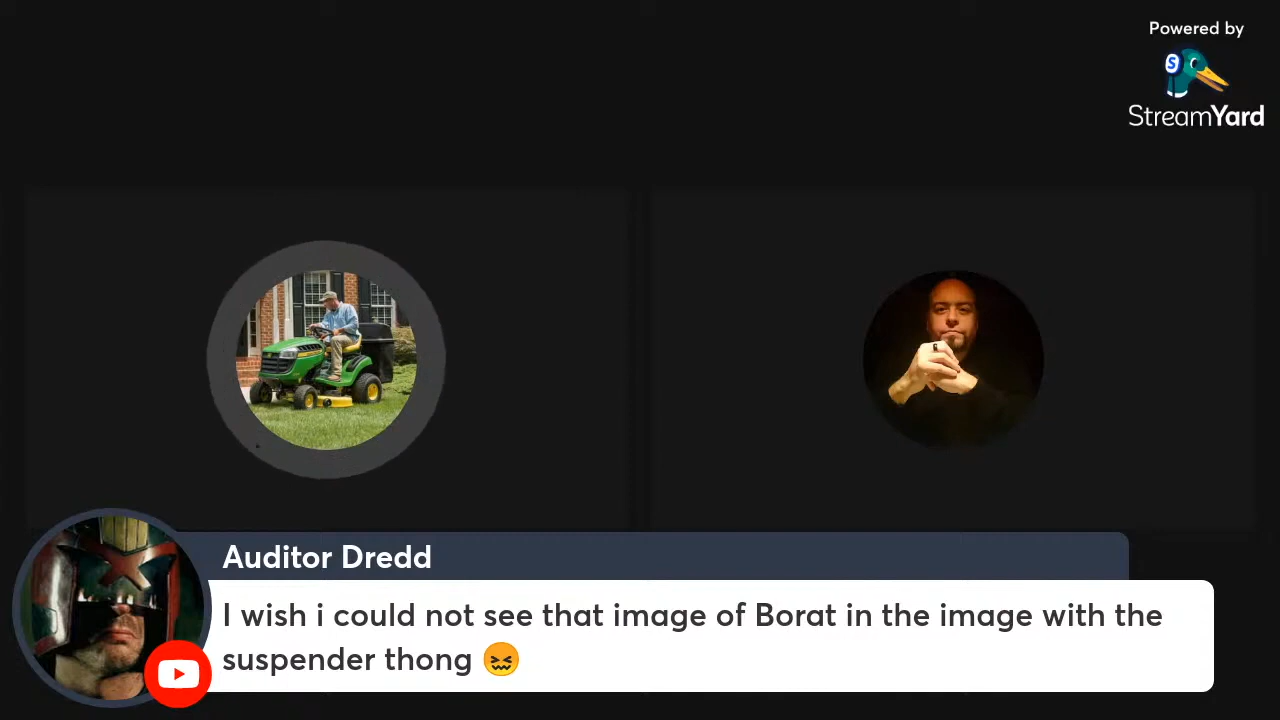 Powered by
S
StreamYard
Auditor Dredd
I wish i could not see that image of Borat in the image with the
suspender thong 😖